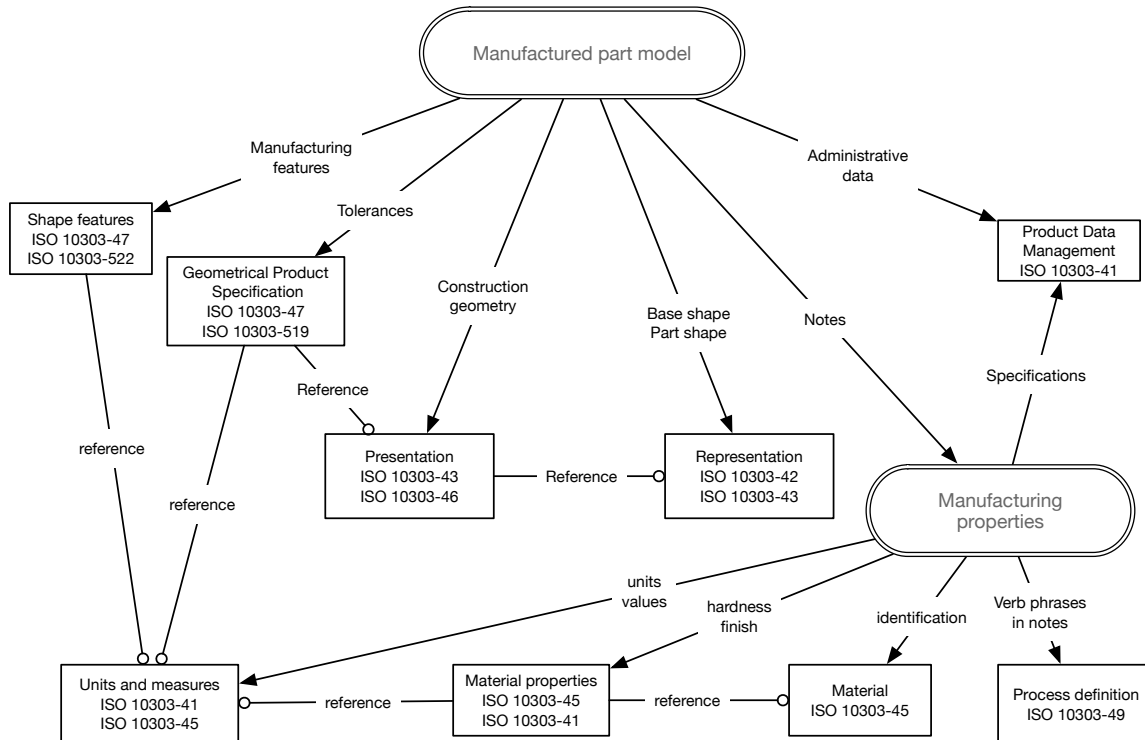 Manufactured part model
Manufacturing
features
Administrative
data
Tolerances
Shape features
ISO 10303-47
ISO 10303-522
Product Data
Management
ISO 10303-41
Geometrical Product
Specification
ISO 10303-47
ISO 10303-519
Construction
geometry
Base shape
Part shape
Notes
Reference
Specifications
reference
Presentation
ISO 10303-43
ISO 10303-46
Reference
Representation
ISO 10303-42
ISO 10303-43
reference
Manufacturing
properties
units
values
hardness
finish
identification
Verb phrases
in notes
Units and measures
ISO 10303-41
ISO 10303-45
reference
Material properties
ISO 10303-45
ISO 10303-41
reference
Material
ISO 10303-45
Process definition
ISO 10303-49